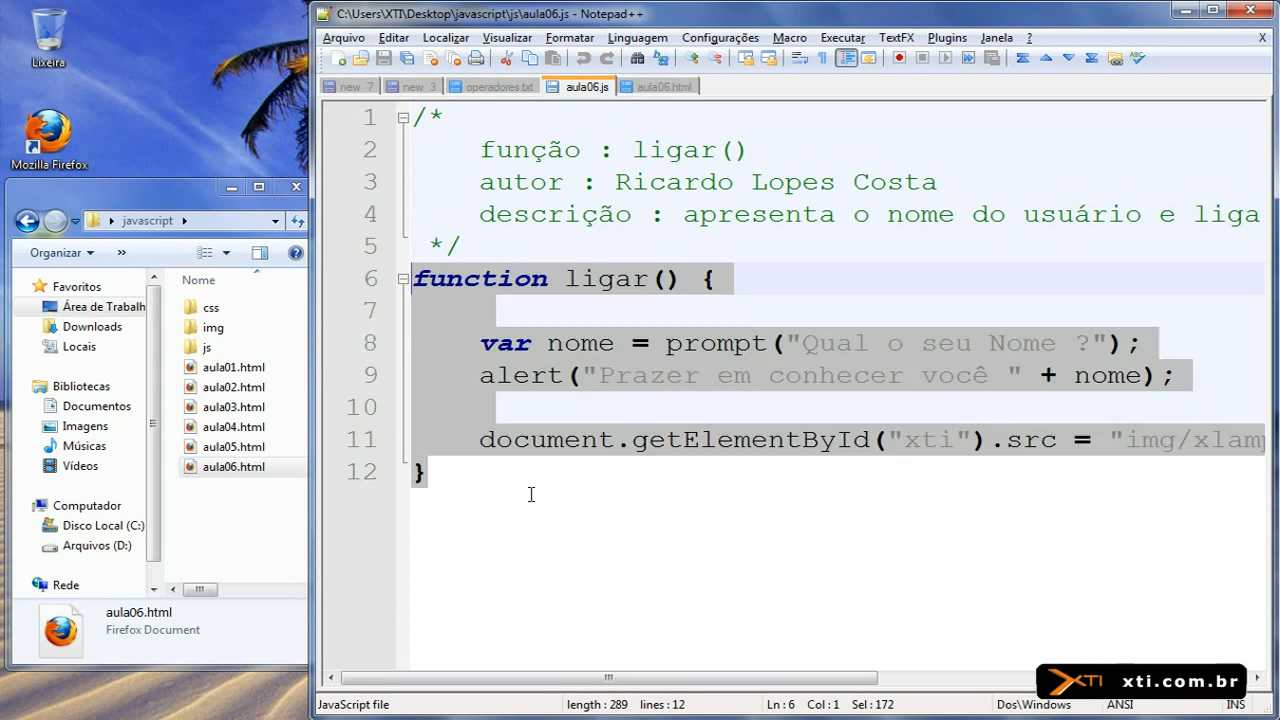 C:\Users\XTI\Desktop\javascript\js\aula06.js - Notepad++
Arquivo Editar Localizar Visualizar Formatar Linguagem Configurações Macro Executar TextFX Plugins Janela ? X
new 7 new 3 operadores.txt aula06.js aula06.html
1 /*
2 função : ligar()
3 autor : Ricardo Lopes Costa
4 descrição : apresenta o nome do usuário e liga
5 */
6 function ligar() {
7
8 var nome = prompt("Qual o seu Nome ?");
9 alert("Prazer em conhecer você " + nome);
10
11 document.getElementById("xti").src = "img/xlamp
12 }
JavaScript file length : 289 lines : 12 Ln : 6 Col : 1 Sel : 172 Dos\Windows ANSI INS
XTI xti.com.br
Lixeira
Mozilla Firefox
javascript
Organizar »
Nome
Favoritos
Área de Trabalh
Downloads
Locais
Bibliotecas
Documentos
Imagens
Músicas
Vídeos
Computador
Disco Local (C:)
Arquivos (D:)
Rede
css
img
js
aula01.html
aula02.html
aula03.html
aula04.html
aula05.html
aula06.html
aula06.html
Firefox Document